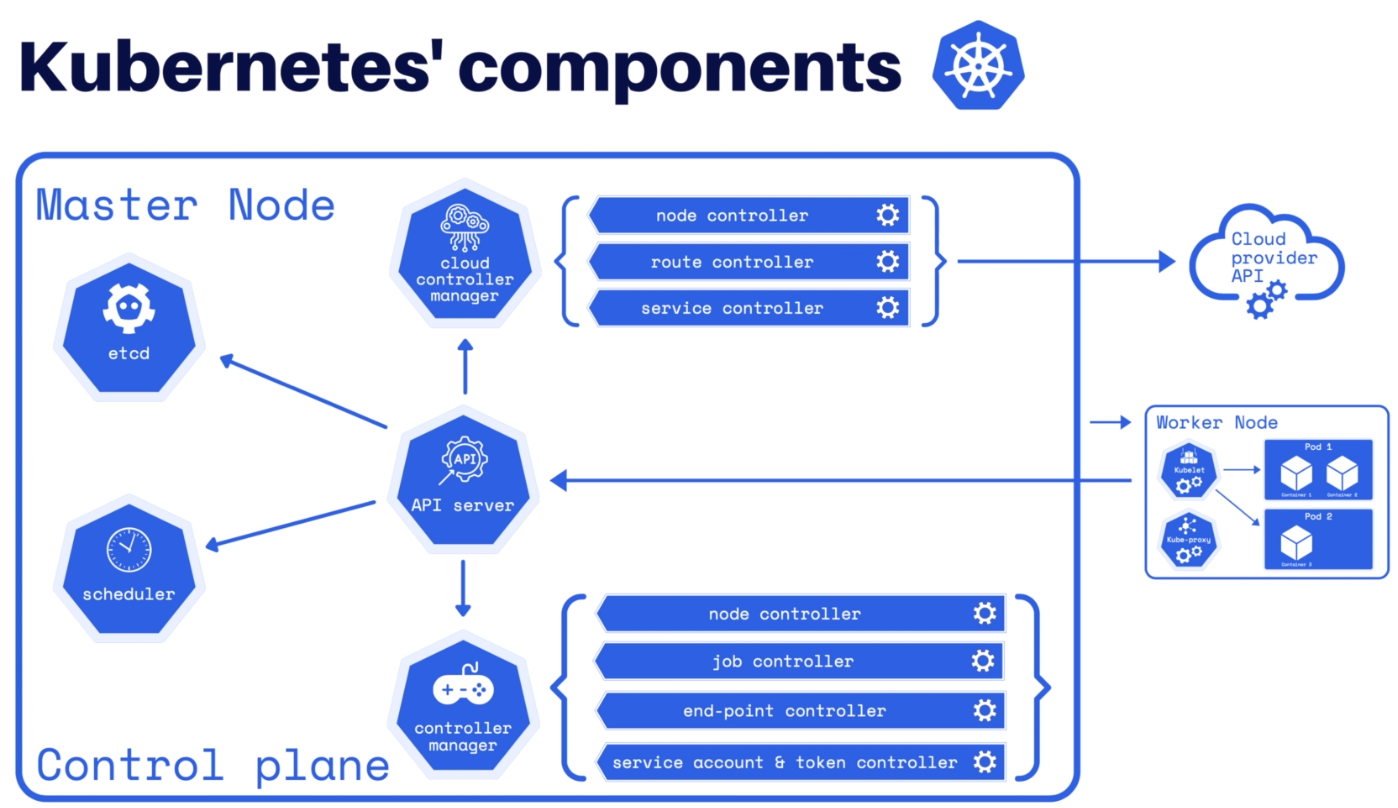 Kubernetes' components
Master Node
etcd
scheduler
Control plane
cloud
controller
manager
node controller
route controller
service controller
API
API server
controller
manager
node controller
job controller
end-point controller
service account & token controller
Cloud
provider
API
Worker Node
Kubelet
Kube-proxy
Pod 1
Container 1
Container 2
Pod 2
Container 3